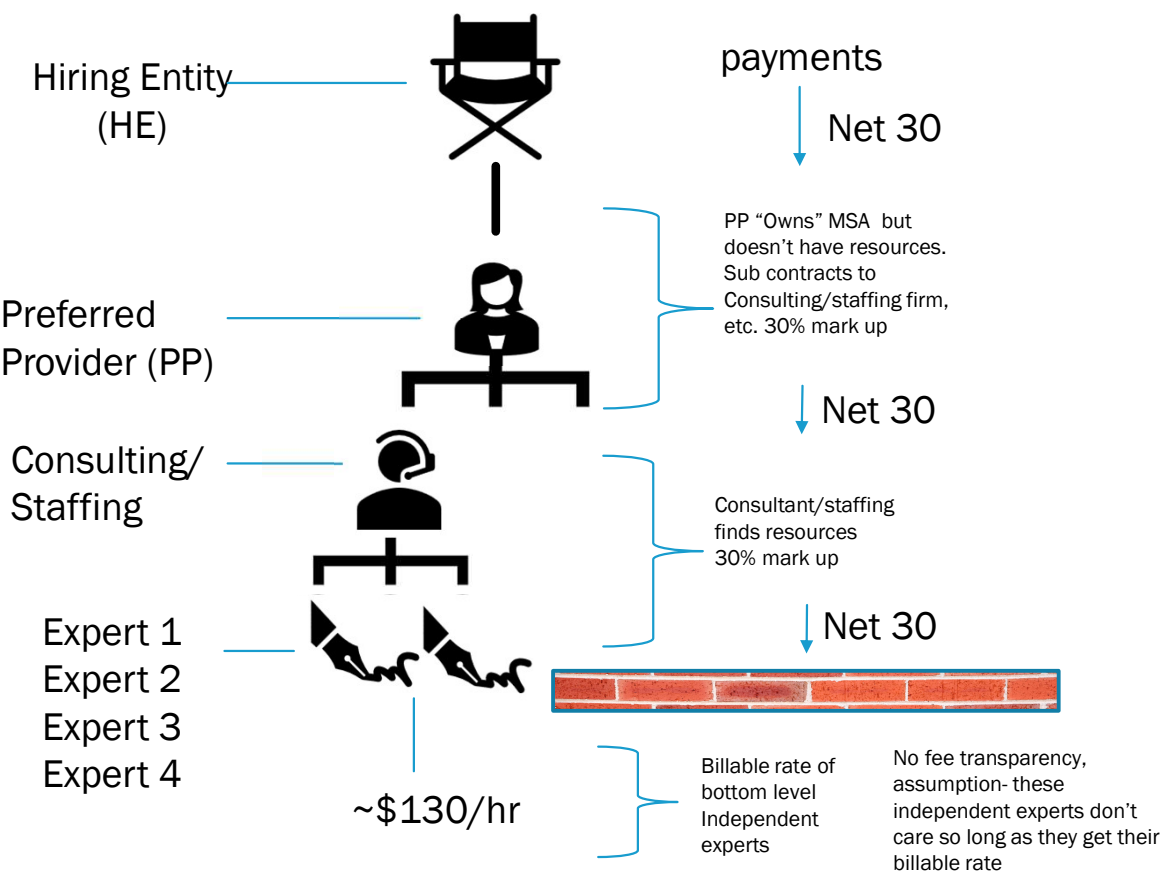 Hiring Entity
(HE)
payments
Net 30
PP “Owns” MSA but
doesn’t have resources.
Sub contracts to
Consulting/staffing firm,
etc. 30% mark up
Preferred
Provider (PP)
Net 30
Consulting/
Staffing
Consultant/staffing
finds resources
30% mark up
Net 30
Expert 1
Expert 2
Expert 3
Expert 4
~$130/hr
Billable rate of
bottom level
Independent
experts
No fee transparency,
assumption- these
independent experts don’t
care so long as they get their
billable rate